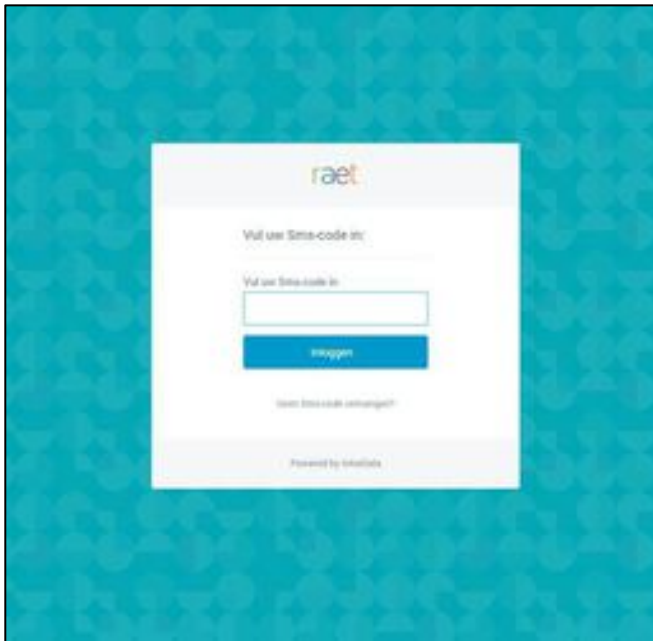 raet
Vul uw Sms-code in:
Vul uw Sms-code in
Inloggen
Geen Sms-code ontvangen?
Powered by